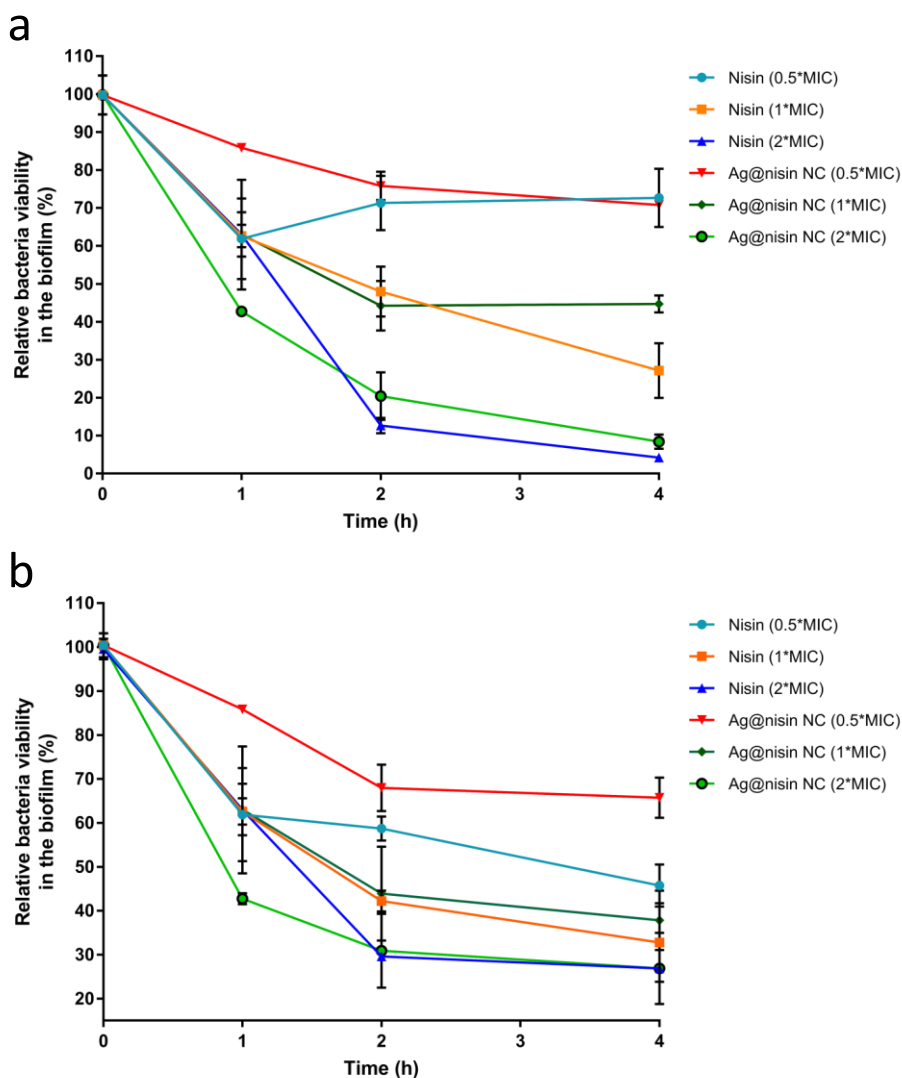 a
110
100
90
80
70
60
50
40
30
20
10
0
0 1 2 3 4
Relative bacteria viability
in the biofilm (%)
Time (h)
Nisin (0.5*MIC)
Nisin (1*MIC)
Nisin (2*MIC)
Ag@nisin NC (0.5*MIC)
Ag@nisin NC (1*MIC)
Ag@nisin NC (2*MIC)
b
110
100
90
80
70
60
50
40
30
20
0 1 2 3 4
Relative bacteria viability
in the biofilm (%)
Time (h)
Nisin (0.5*MIC)
Nisin (1*MIC)
Nisin (2*MIC)
Ag@nisin NC (0.5*MIC)
Ag@nisin NC (1*MIC)
Ag@nisin NC (2*MIC)